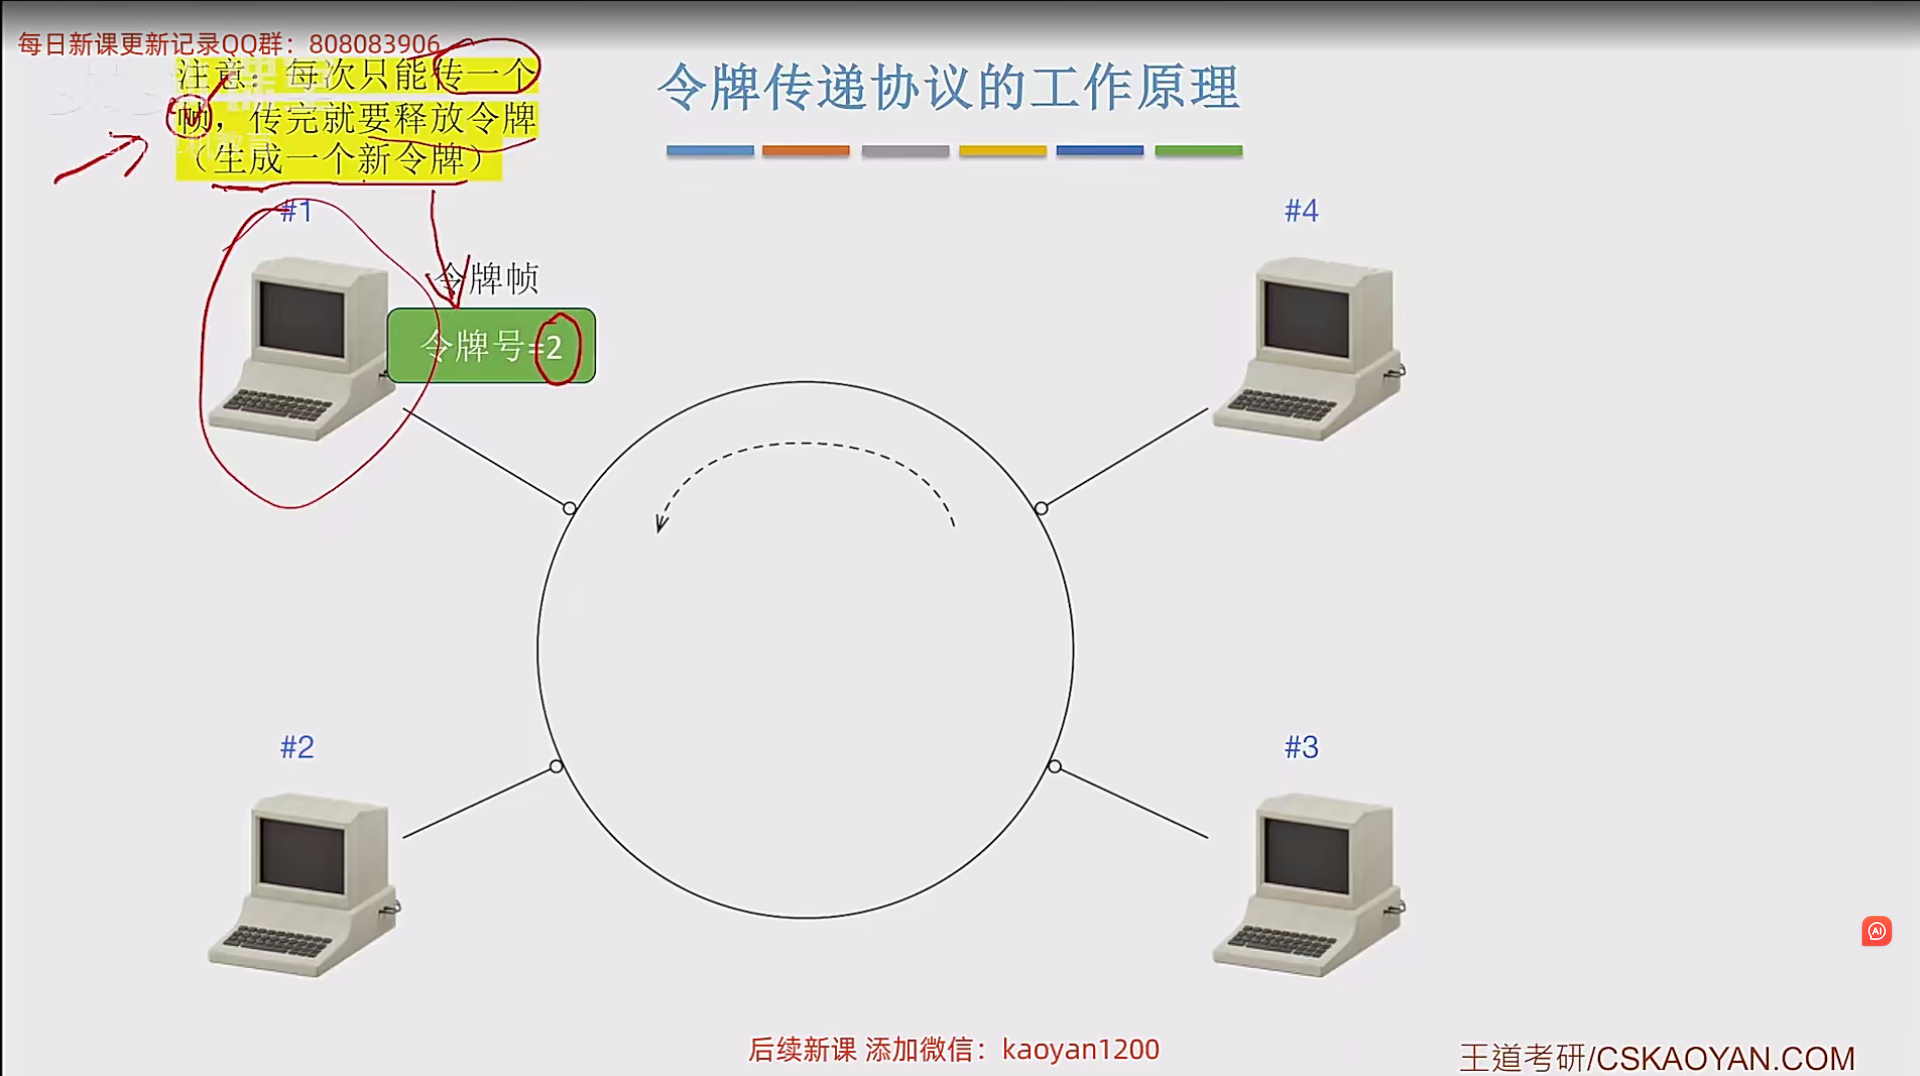 每日新课更新记录QQ群：808083906
注意：每次只能传一个
帧，传完就要释放令牌
（生成一个新令牌）
令牌传递协议的工作原理
#1
#4
令牌帧
令牌号=2
#2
#3
AI
后续新课 添加微信：kaoyan1200
王道考研/CSKAOYAN.COM